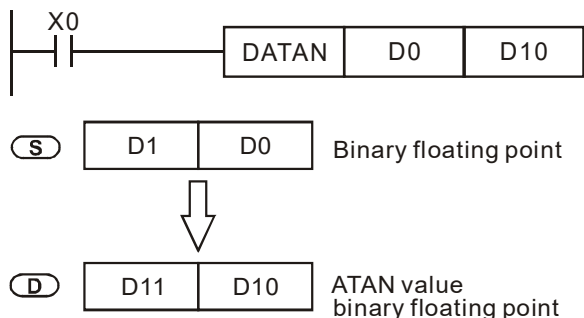 X0
DATAN D0 D10
S D1 D0 Binary floating point
D D11 D10 ATAN value
binary floating point